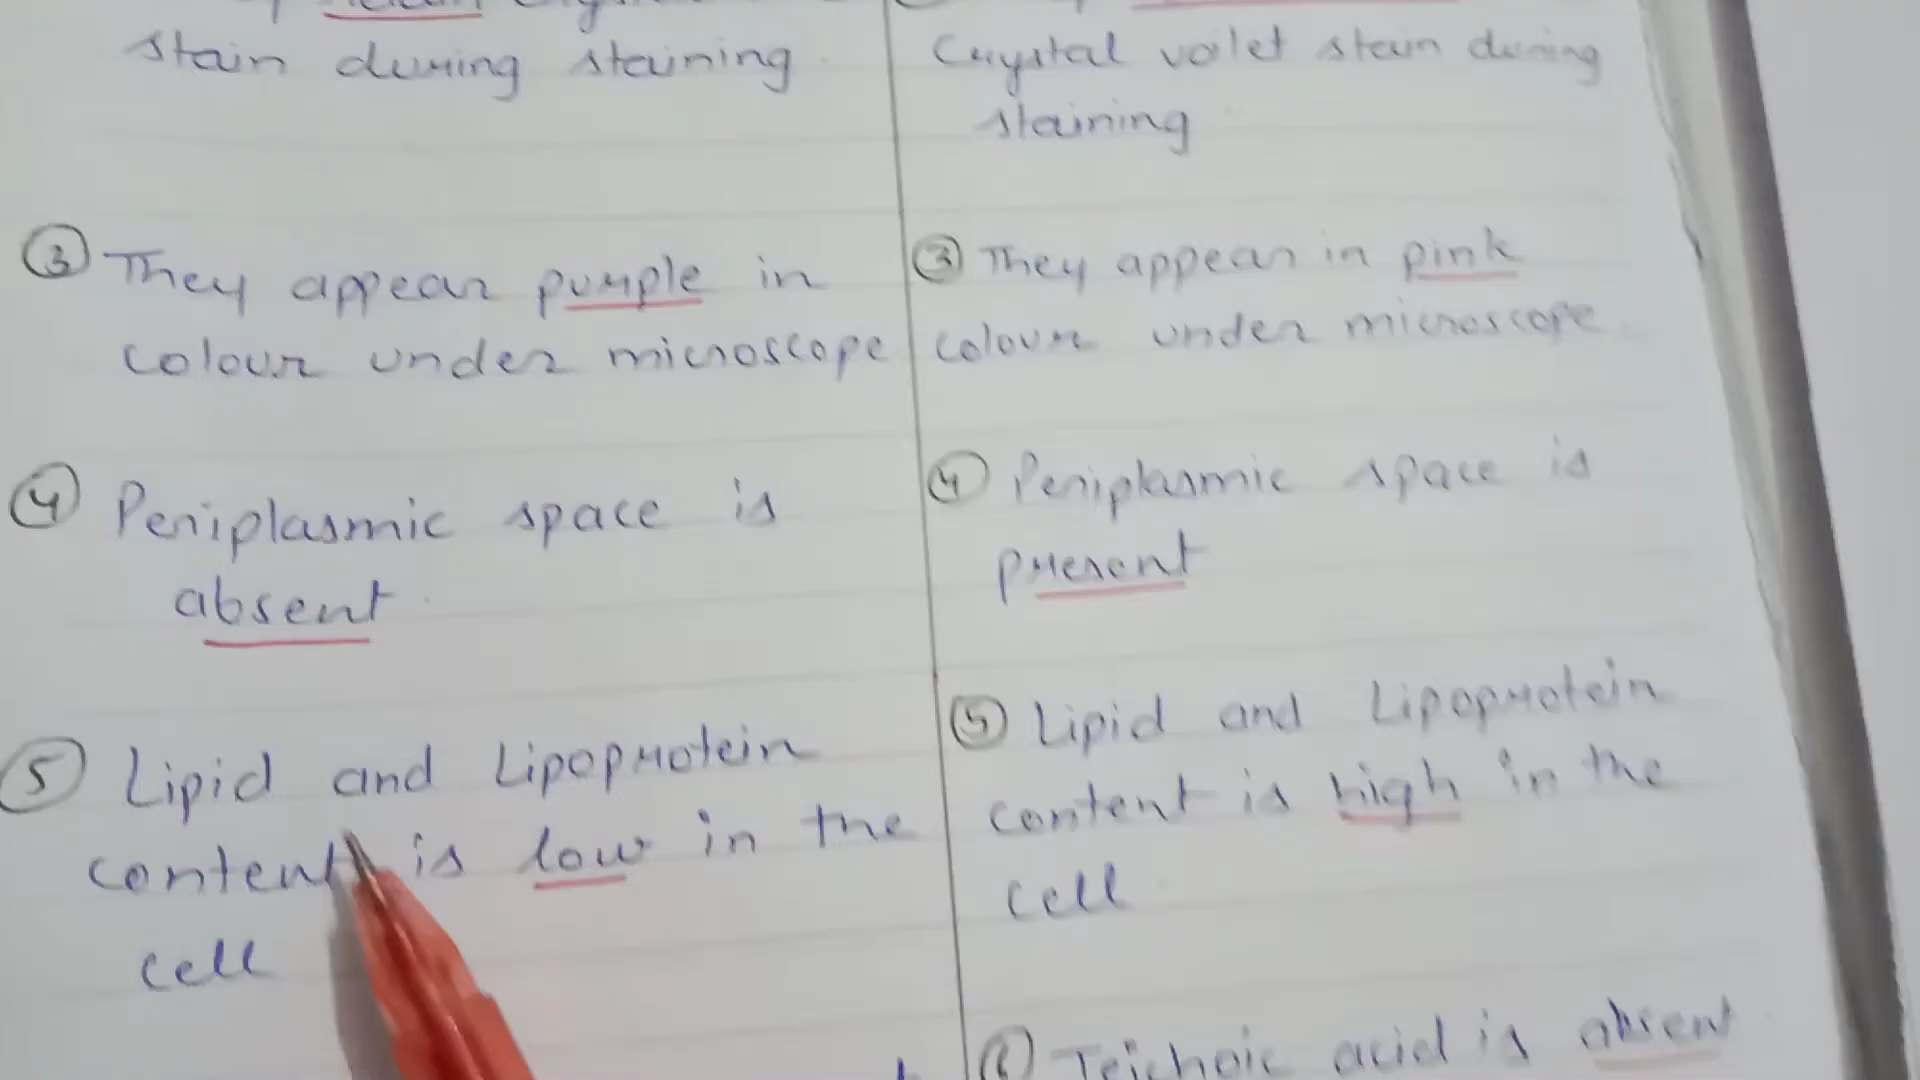 stain during staining
③ They appear purple in
colour under microscope
④ Periplasmic space is
absent
⑤ Lipid and Lipoprotein
content is low in the
cell
Crystal voilet stain during
staining
③ They appear in pink
colour under microscope
④ Periplasmic space is
present
⑤ Lipid and Lipoprotein
content is high in the
cell
⑥ Teichoic acid is absent